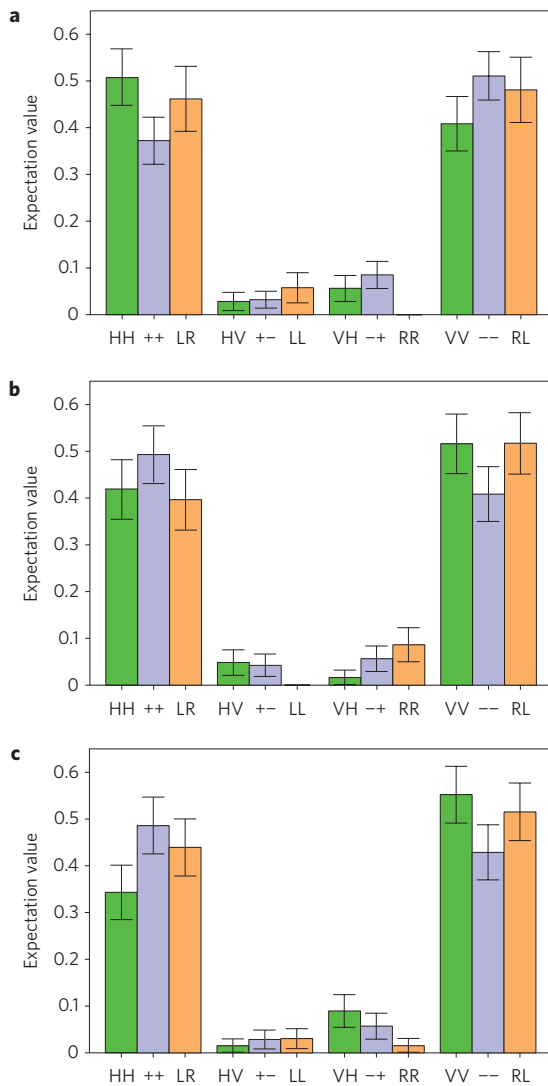 a
Expectation value
0.6
0.5
0.4
0.3
0.2
0.1
0
HH ++ LR HV +− LL VH −+ RR VV −− RL
b
Expectation value
0.6
0.5
0.4
0.3
0.2
0.1
0
HH ++ LR HV +− LL VH −+ RR VV −− RL
c
Expectation value
0.6
0.5
0.4
0.3
0.2
0.1
0
HH ++ LR HV +− LL VH −+ RR VV −− RL